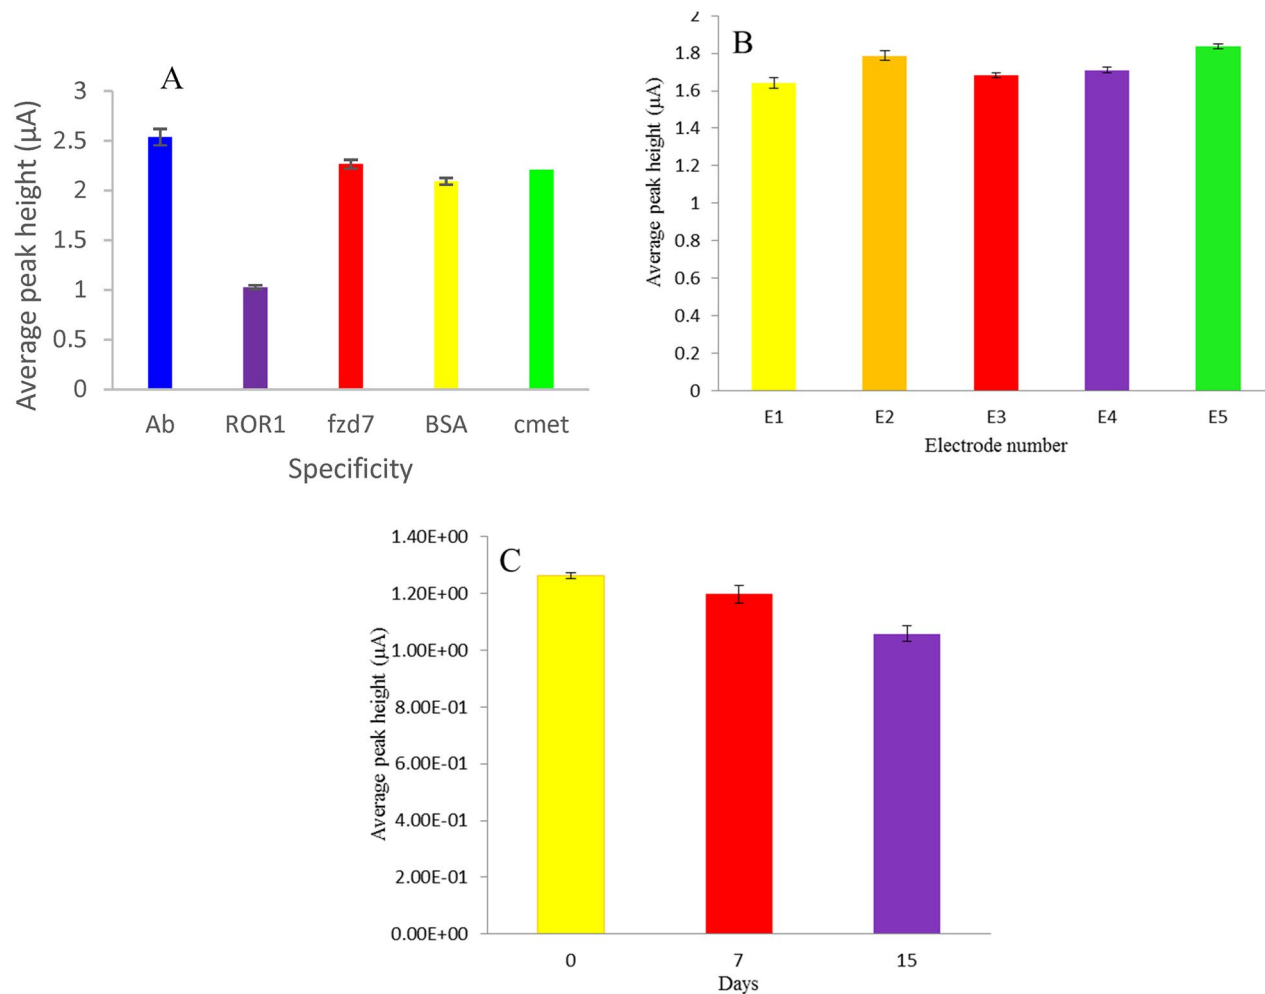 A
Average peak height (µA)
3
2.5
2
1.5
1
0.5
0
Ab ROR1 fzd7 BSA cmet
Specificity
B
Average peak height (µA)
2
1.8
1.6
1.4
1.2
1
0.8
0.6
0.4
0.2
0
E1 E2 E3 E4 E5
Electrode number
C
Average peak height (µA)
1.40E+00
1.20E+00
1.00E+00
8.00E-01
6.00E-01
4.00E-01
2.00E-01
0.00E+00
0 7 15
Days